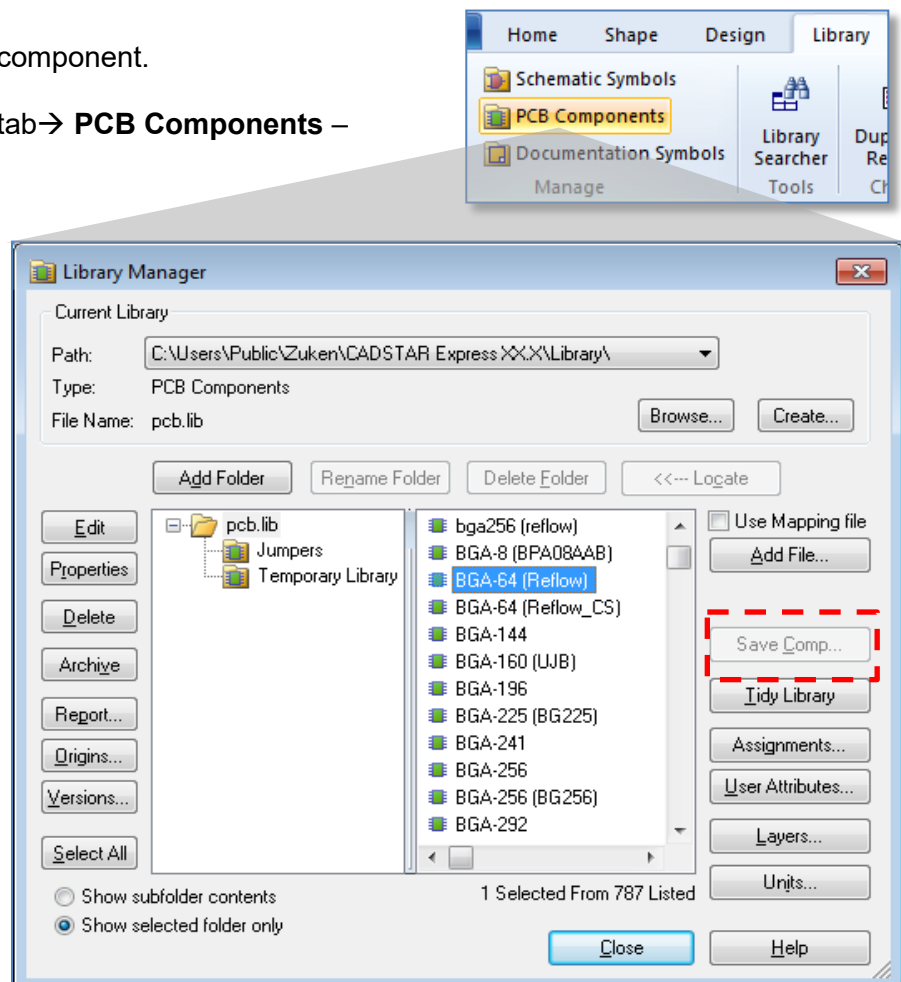 component.
tab→ PCB Components –
Home Shape Design Library
Schematic Symbols
PCB Components
Documentation Symbols
Manage
Library
Searcher
Tools
Library Manager
Current Library
Path: C:\Users\Public\Zuken\CADSTAR Express XX.X\Library\
Type: PCB Components
File Name: pcb.lib
Browse... Create...
Add Folder Rename Folder Delete Folder <<--- Locate
Edit
Properties
Delete
Archive
Report...
Origins...
Versions...
Select All
pcb.lib
Jumpers
Temporary Library
bga256 (reflow)
BGA-8 (BPA08AAB)
BGA-64 (Reflow)
BGA-64 (Reflow_CS)
BGA-144
BGA-160 (UJB)
BGA-196
BGA-225 (BG225)
BGA-241
BGA-256
BGA-256 (BG256)
BGA-292
Use Mapping file
Add File...
Save Comp...
Tidy Library
Assignments...
User Attributes...
Layers...
Units...
Show subfolder contents
Show selected folder only
1 Selected From 787 Listed
Close Help